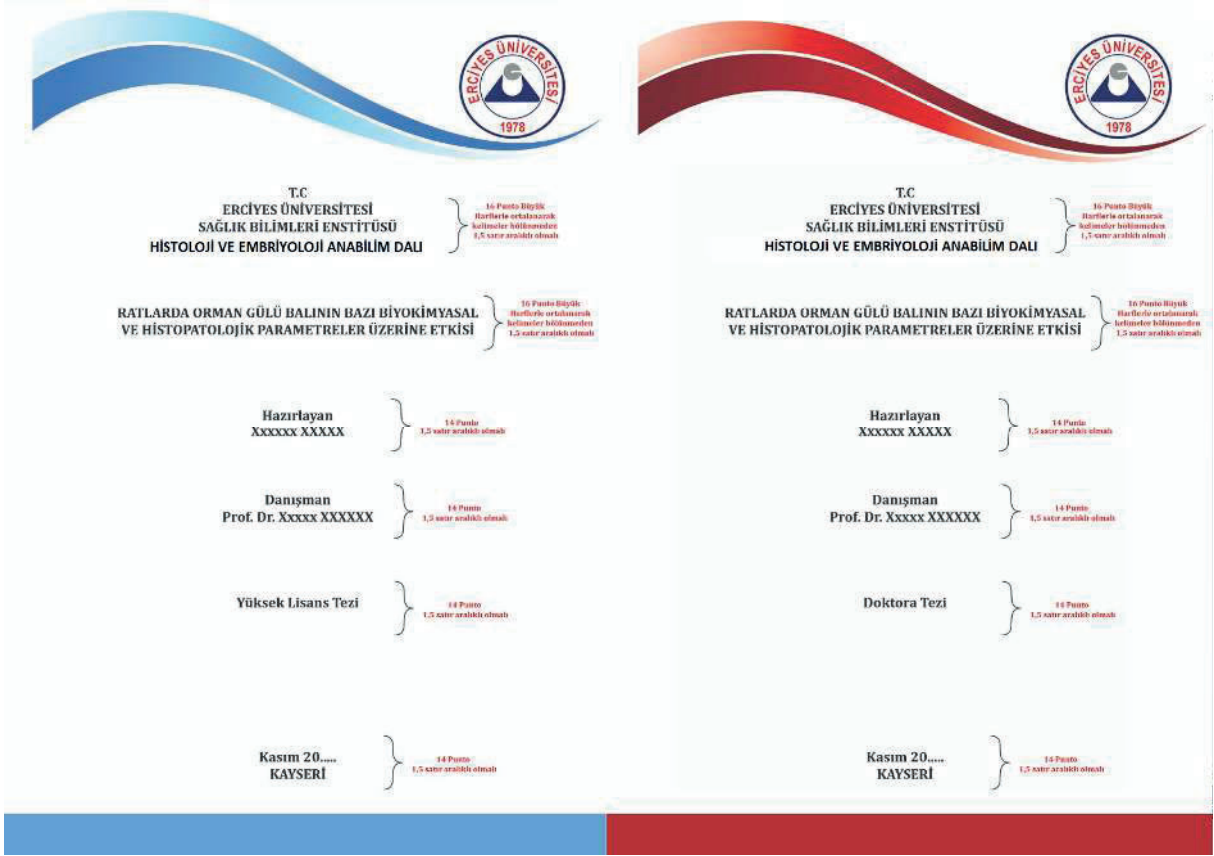 ERCİYES ÜNİVERSİTESİ
1978
T.C
ERCİYES ÜNİVERSİTESİ
SAĞLIK BİLİMLERİ ENSTİTÜSÜ
HİSTOLOJİ VE EMBRİYOLOJİ ANABİLİM DALI
16 Punto Büyük
Harflerle ortalanarak
kelimeler bölünmeden
1,5 satır aralıklı olmalı
RATLARDA ORMAN GÜLÜ BALININ BAZI BİYOKİMYASAL
VE HİSTOPATOLOJİK PARAMETRELER ÜZERİNE ETKİSİ
16 Punto Büyük
Harflerle ortalanarak
kelimeler bölünmeden
1,5 satır aralıklı olmalı
Hazırlayan
Xxxxxx XXXXX
14 Punto
1,5 satır aralıklı olmalı
Danışman
Prof. Dr. Xxxxx XXXXXX
14 Punto
1,5 satır aralıklı olmalı
Yüksek Lisans Tezi
14 Punto
1,5 satır aralıklı olmalı
Kasım 20.....
KAYSERİ
14 Punto
1,5 satır aralıklı olmalı
ERCİYES ÜNİVERSİTESİ
1978
T.C
ERCİYES ÜNİVERSİTESİ
SAĞLIK BİLİMLERİ ENSTİTÜSÜ
HİSTOLOJİ VE EMBRİYOLOJİ ANABİLİM DALI
16 Punto Büyük
Harflerle ortalanarak
kelimeler bölünmeden
1,5 satır aralıklı olmalı
RATLARDA ORMAN GÜLÜ BALININ BAZI BİYOKİMYASAL
VE HİSTOPATOLOJİK PARAMETRELER ÜZERİNE ETKİSİ
16 Punto Büyük
Harflerle ortalanarak
kelimeler bölünmeden
1,5 satır aralıklı olmalı
Hazırlayan
Xxxxxx XXXXX
14 Punto
1,5 satır aralıklı olmalı
Danışman
Prof. Dr. Xxxxx XXXXXX
14 Punto
1,5 satır aralıklı olmalı
Doktora Tezi
14 Punto
1,5 satır aralıklı olmalı
Kasım 20.....
KAYSERİ
14 Punto
1,5 satır aralıklı olmalı